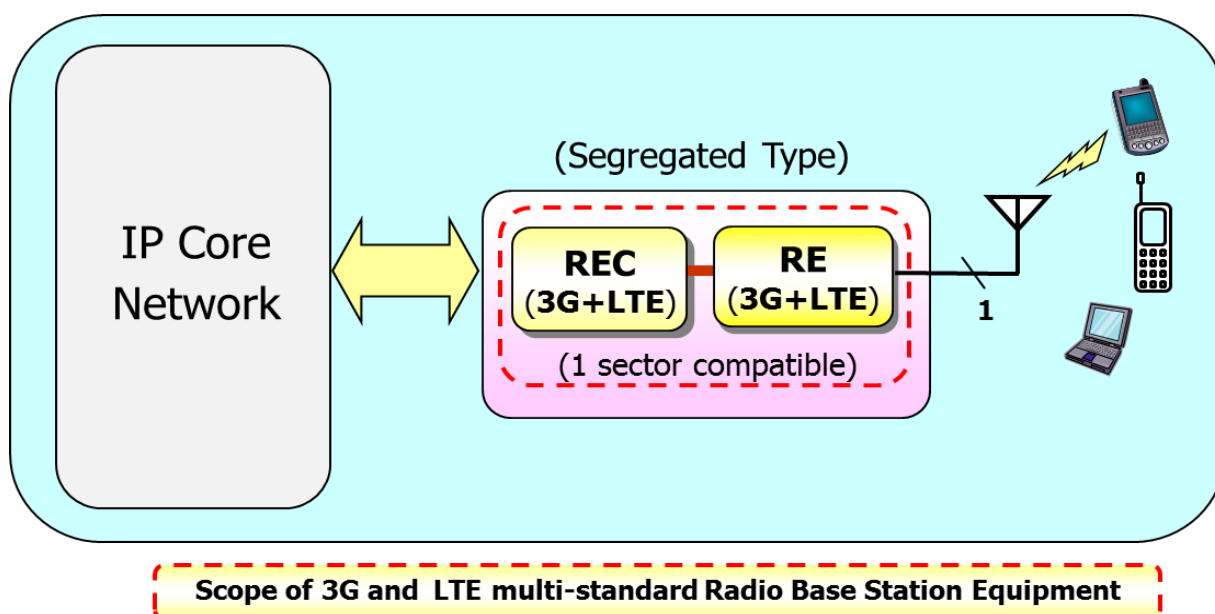 (Segregated Type)
IP Core
Network
REC
(3G+LTE)
RE
(3G+LTE)
1
(1 sector compatible)
Scope of 3G and LTE multi-standard Radio Base Station Equipment